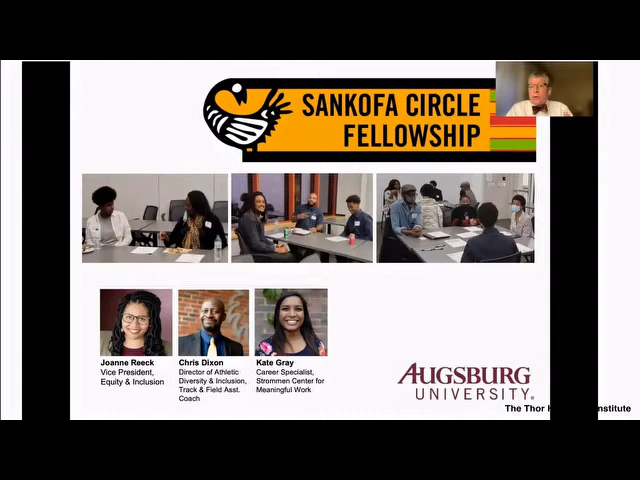 SANKOFA CIRCLE
FELLOWSHIP
Joanne Reeck
Vice President,
Equity & Inclusion
Chris Dixon
Director of Athletic
Diversity & Inclusion,
Track & Field Asst.
Coach
Kate Gray
Career Specialist,
Strommen Center for
Meaningful Work
AUGSBURG
UNIVERSITY®
The Thor